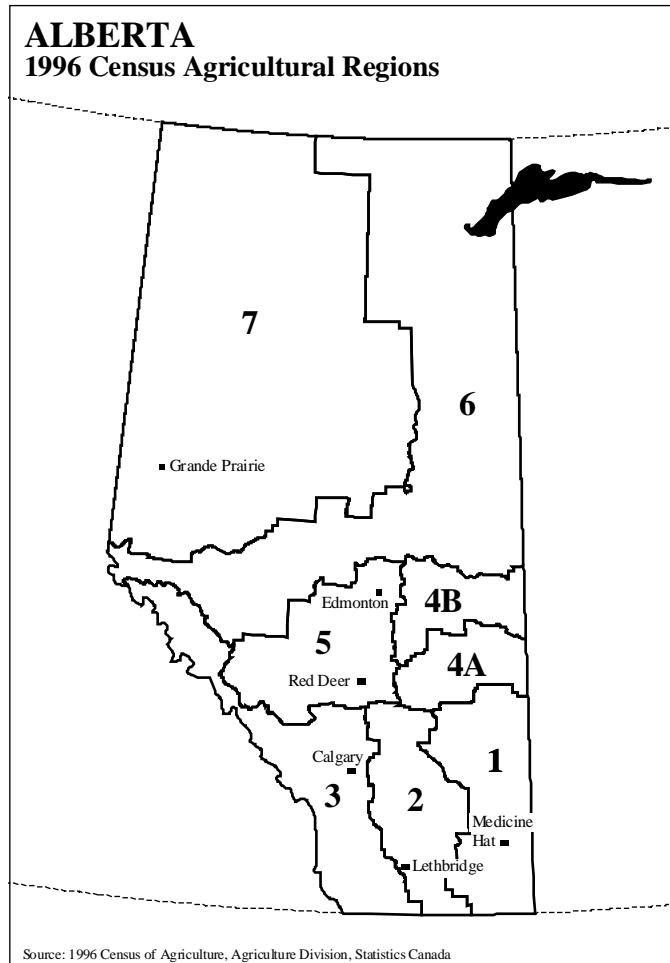 ALBERTA
1996 Census Agricultural Regions
7
6
Grande Prairie
Edmonton
4B
5
4A
Red Deer
1
Calgary
3
2
Medicine
Hat
Lethbridge
Source: 1996 Census of Agriculture, Agriculture Division, Statistics Canada